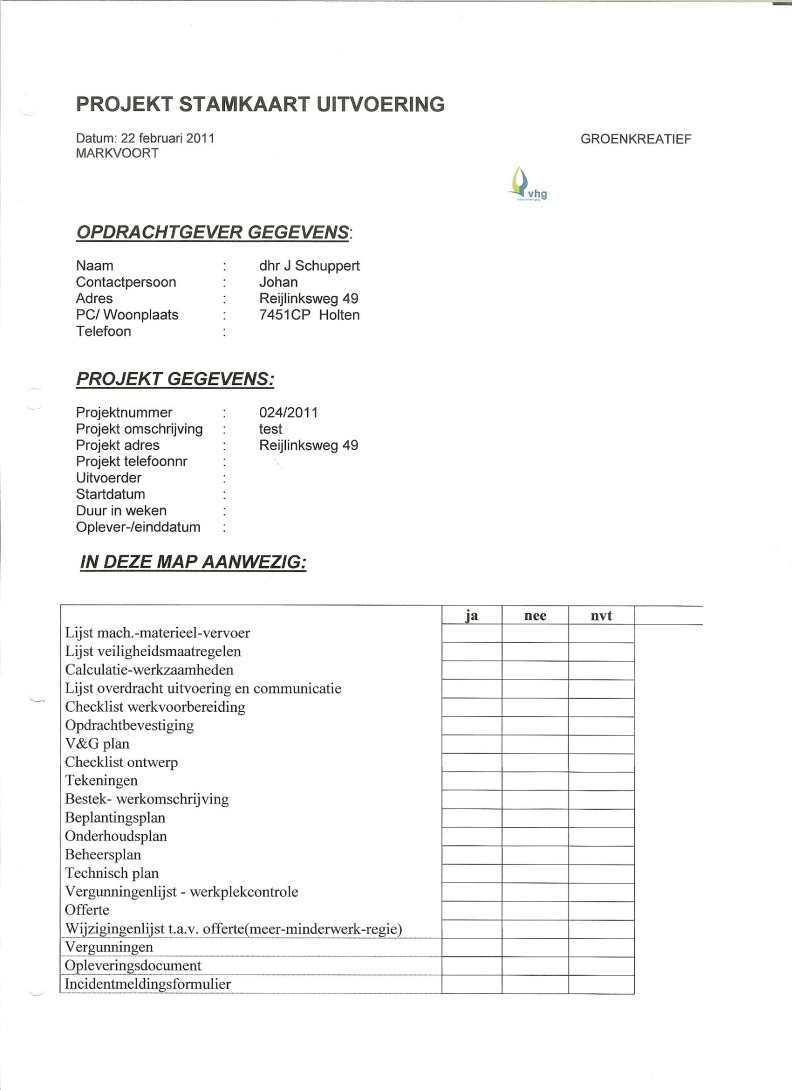 PROJEKT STAMKAART UITVOERING
Datum: 22 februari 2011 GROENKREATIEF
MARKVOORT
vhg
OPDRACHTGEVER GEGEVENS:
Naam : dhr J Schuppert
Contactpersoon : Johan
Adres : Reijlinksweg 49
PC/ Woonplaats : 7451CP Holten
Telefoon :
PROJEKT GEGEVENS:
Projektnummer : 024/2011
Projekt omschrijving : test
Projekt adres : Reijlinksweg 49
Projekt telefoonnr :
Uitvoerder :
Startdatum :
Duur in weken :
Oplever-/einddatum :
IN DEZE MAP AANWEZIG:
ja nee nvt
Lijst mach.-materieel-vervoer
Lijst veiligheidsmaatregelen
Calculatie-werkzaamheden
Lijst overdracht uitvoering en communicatie
Checklist werkvoorbereiding
Opdrachtbevestiging
V&G plan
Checklist ontwerp
Tekeningen
Bestek- werkomschrijving
Beplantingsplan
Onderhoudsplan
Beheersplan
Technisch plan
Vergunningenlijst - werkplekcontrole
Offerte
Wijzigingenlijst t.a.v. offerte(meer-minderwerk-regie)
Vergunningen
Opleveringsdocument
Incidentmeldingsformulier